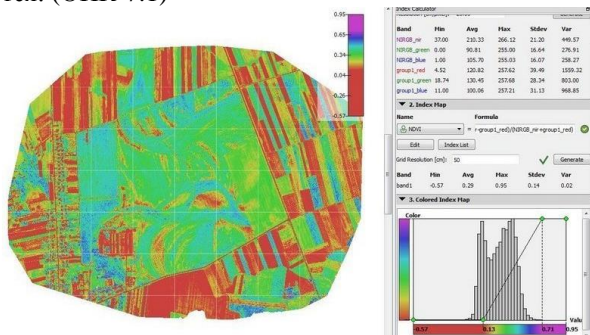 Index Calculator
Band Min Avg Max Stdev Var
NIRGB_nir 37.00 210.33 266.12 21.20 449.57
NIRGB_green 0.00 90.81 255.00 16.64 276.91
NIRGB_blue 1.00 105.70 255.03 16.07 258.27
group1_red 4.52 120.82 257.62 39.49 1559.32
group1_green 18.74 130.45 257.68 28.34 803.00
group1_blue 11.00 100.06 257.21 31.13 968.85
2. Index Map
Name Formula
NDVI = r-group1_red)/(NIRGB_nir+group1_red)
Edit Index List
Grid Resolution [cm]: 50 Generate
Band Min Avg Max Stdev Var
band1 -0.57 0.29 0.95 0.14 0.02
3. Colored Index Map
Color
Valu
-0.57 0.13 0.71 0.95
0.95
0.34
0.04
-0.26
-0.57